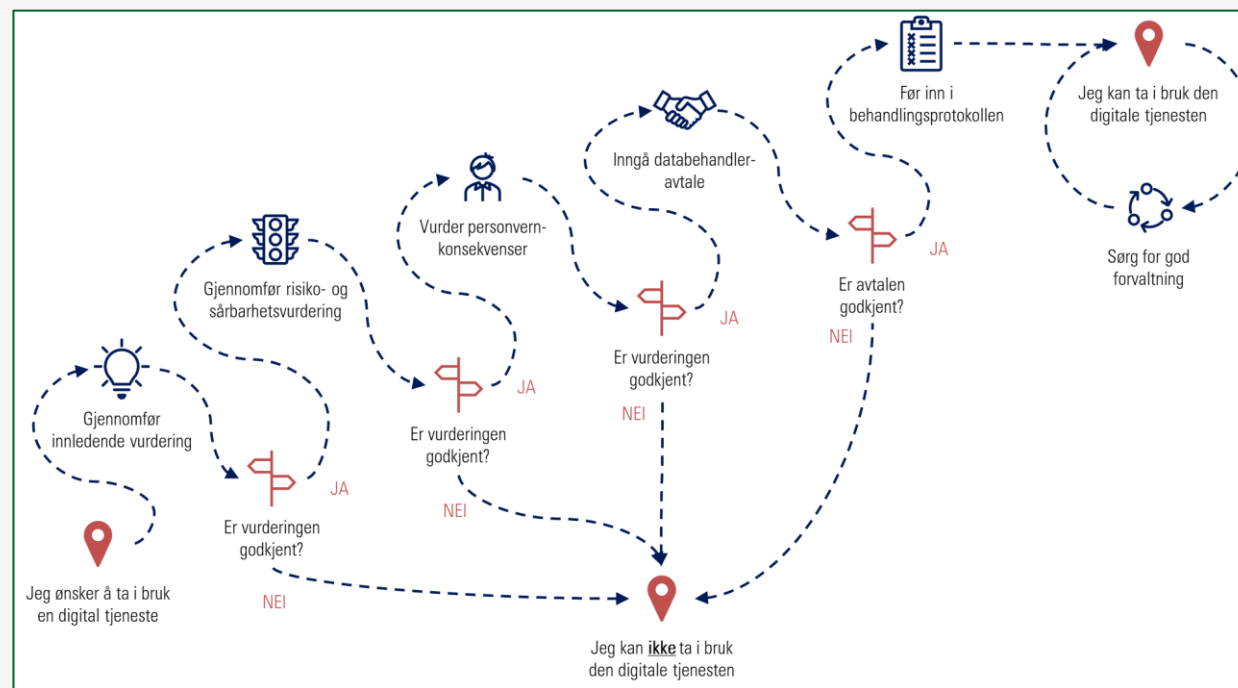 Jeg ønsker å ta i bruk
en digital tjeneste
Gjennomfør
innledende vurdering
Er vurderingen
godkjent?
JA
NEI
Gjennomfør risiko- og
sårbarhetsvurdering
Er vurderingen
godkjent?
JA
NEI
Vurder personvern-
konsekvenser
Er vurderingen
godkjent?
JA
NEI
Inngå databehandler-
avtale
Er avtalen
godkjent?
JA
NEI
Før inn i
behandlingsprotokollen
Jeg kan ta i bruk den
digitale tjenesten
Sørg for god
forvaltning
Jeg kan ikke ta i bruk
den digitale tjenesten